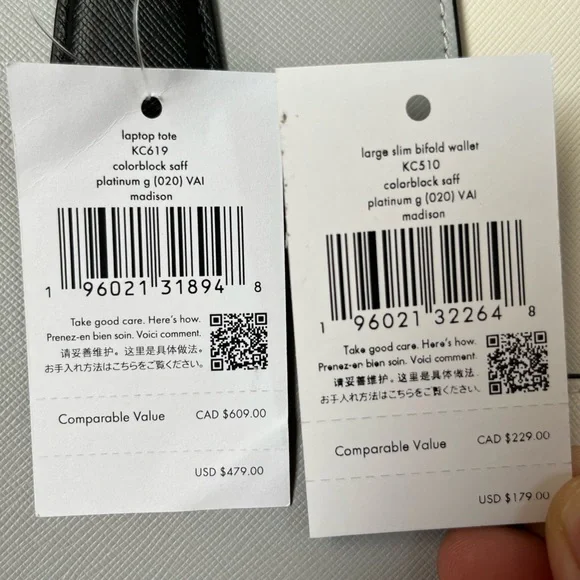 laptop tote
KC619
colorblock saff
platinum g (020) VAI
madison
1 96021 31894 8
Take good care. Here's how.
Prenez-en bien soin. Voici comment.
请妥善维护。这里是具体做法。
お手入れ方法はこちらをご覧ください。
Comparable Value CAD $609.00
USD $479.00
large slim bifold wallet
KC510
colorblock saff
platinum g (020) VAI
madison
1 96021 32264 8
Take good care. Here's how.
Prenez-en bien soin. Voici comment.
请妥善维护。这里是具体做法。
お手入れ方法はこちらをご覧ください。
Comparable Value CAD $229.00
USD $179.00